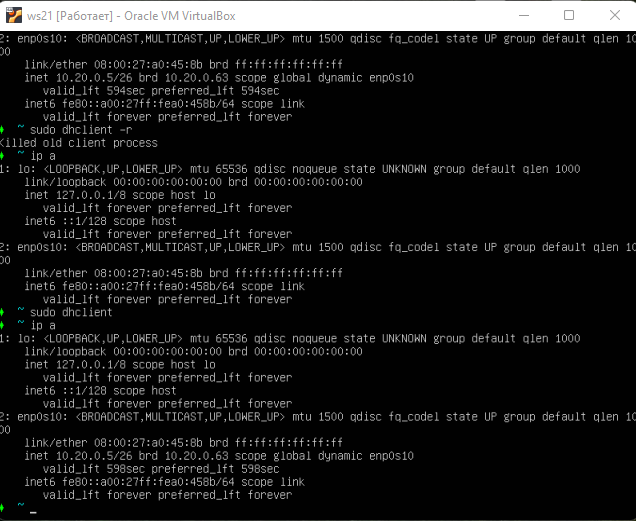 ws21 [Работает] - Oracle VM VirtualBox
2: enp0s10: <BROADCAST,MULTICAST,UP,LOWER_UP> mtu 1500 qdisc fq_codel state UP group default qlen 10
00
link/ether 08:00:27:a0:45:8b brd ff:ff:ff:ff:ff:ff
inet 10.20.0.5/26 brd 10.20.0.63 scope global dynamic enp0s10
valid_lft 594sec preferred_lft 594sec
inet6 fe80::a00:27ff:fea0:458b/64 scope link
valid_lft forever preferred_lft forever
~ sudo dhclient -r
Killed old client process
~ ip a
1: lo: <LOOPBACK,UP,LOWER_UP> mtu 65536 qdisc noqueue state UNKNOWN group default qlen 1000
link/loopback 00:00:00:00:00:00 brd 00:00:00:00:00:00
inet 127.0.0.1/8 scope host lo
valid_lft forever preferred_lft forever
inet6 ::1/128 scope host
valid_lft forever preferred_lft forever
2: enp0s10: <BROADCAST,MULTICAST,UP,LOWER_UP> mtu 1500 qdisc fq_codel state UP group default qlen 10
00
link/ether 08:00:27:a0:45:8b brd ff:ff:ff:ff:ff:ff
inet6 fe80::a00:27ff:fea0:458b/64 scope link
valid_lft forever preferred_lft forever
~ sudo dhclient
~ ip a
1: lo: <LOOPBACK,UP,LOWER_UP> mtu 65536 qdisc noqueue state UNKNOWN group default qlen 1000
link/loopback 00:00:00:00:00:00 brd 00:00:00:00:00:00
inet 127.0.0.1/8 scope host lo
valid_lft forever preferred_lft forever
inet6 ::1/128 scope host
valid_lft forever preferred_lft forever
2: enp0s10: <BROADCAST,MULTICAST,UP,LOWER_UP> mtu 1500 qdisc fq_codel state UP group default qlen 10
00
link/ether 08:00:27:a0:45:8b brd ff:ff:ff:ff:ff:ff
inet 10.20.0.5/26 brd 10.20.0.63 scope global dynamic enp0s10
valid_lft 598sec preferred_lft 598sec
inet6 fe80::a00:27ff:fea0:458b/64 scope link
valid_lft forever preferred_lft forever
~ _